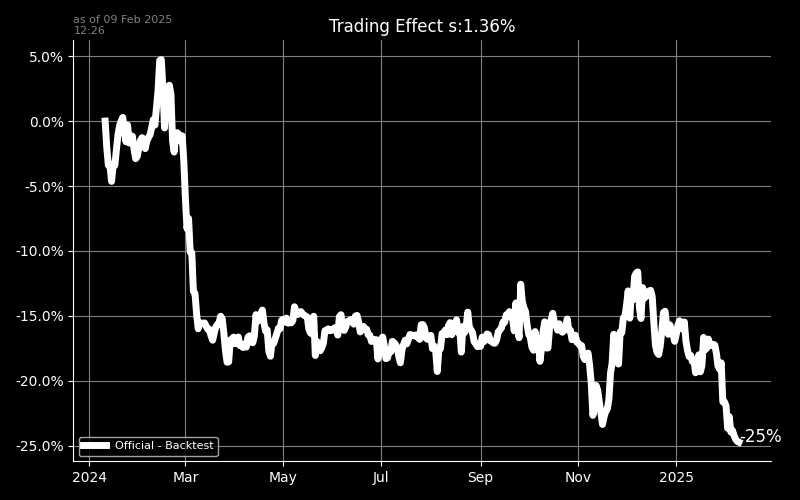 as of 09 Feb 2025
12:26
Trading Effect s:1.36%
5.0%
0.0%
-5.0%
-10.0%
-15.0%
-20.0%
-25.0%
-25%
Official - Backtest
2024 Mar May Jul Sep Nov 2025